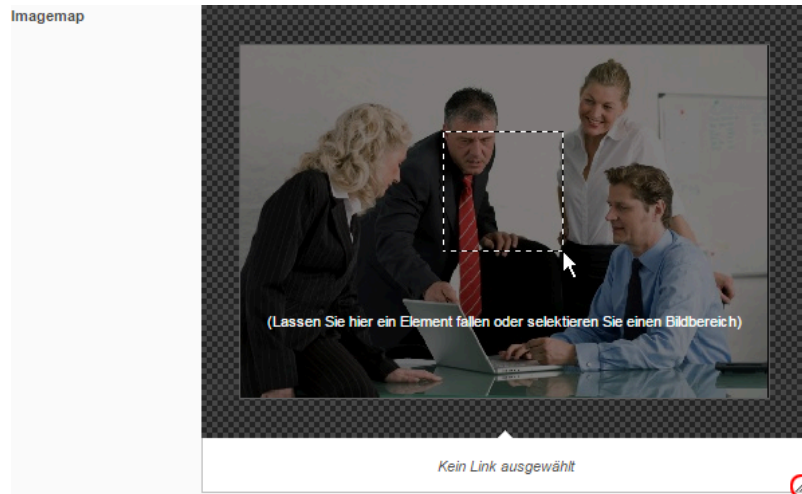 Imagemap
(Lassen Sie hier ein Element fallen oder selektieren Sie einen Bildbereich)
Kein Link ausgewählt